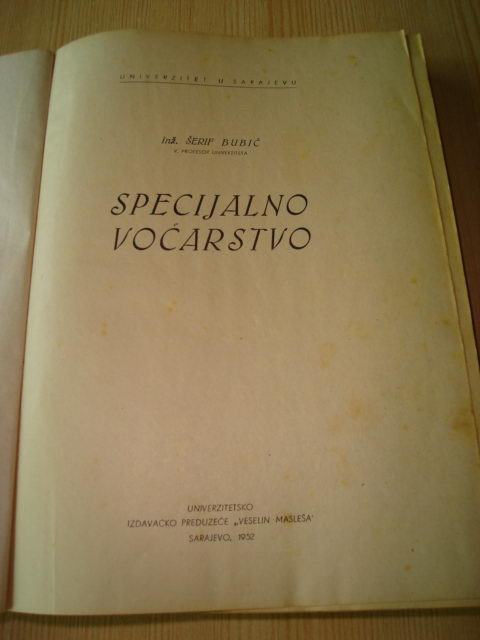 UNIVERZITET U SARAJEVU
Inž. ŠERIF BUBIĆ
V. PROFESOR UNIVERZITETA
SPECIJALNO
VOĆARSTVO
UNIVERZITETSKO
IZDAVAČKO PREDUZEĆE „VESELIN MASLEŠA"
SARAJEVO, 1952